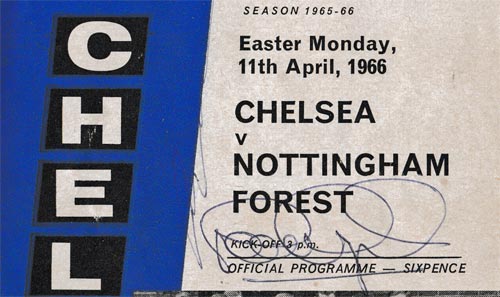 C
H
E
L
SEASON 1965-66
Easter Monday,
11th April, 1966
CHELSEA
v
NOTTINGHAM
FOREST
KICK-OFF 3 p.m.
OFFICIAL PROGRAMME — SIXPENCE